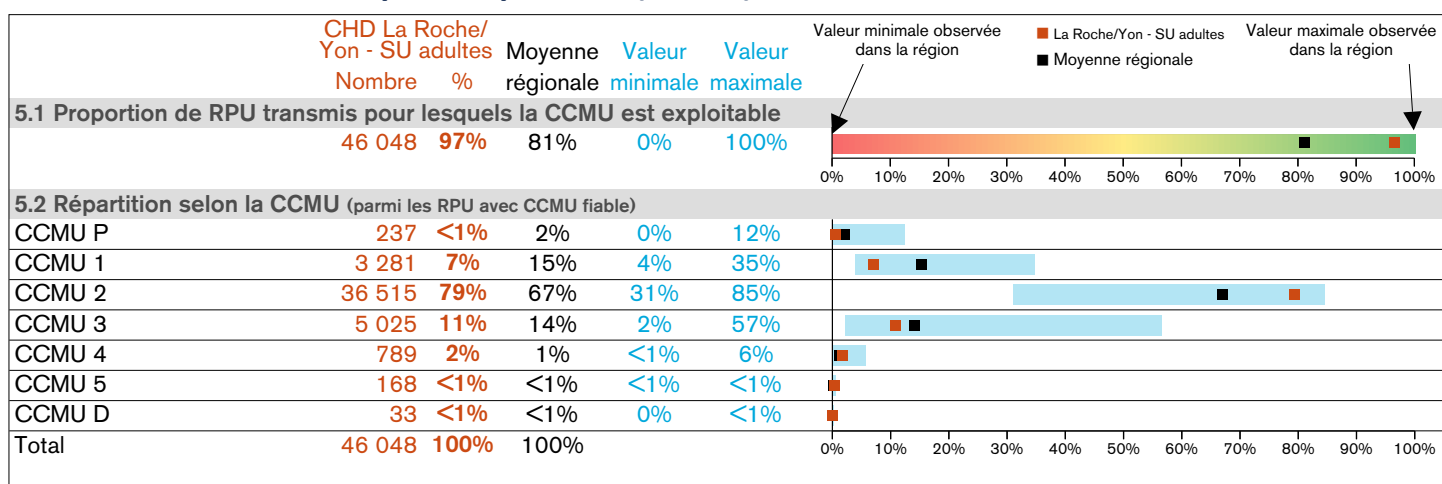 CHD La Roche/
Yon - SU adultes
Nombre % Moyenne régionale Valeur minimale Valeur maximale
Valeur minimale observée
dans la région
La Roche/Yon - SU adultes
Moyenne régionale
Valeur maximale observée
dans la région
5.1 Proportion de RPU transmis pour lesquels la CCMU est exploitable
46 048 97% 81% 0% 100%
0% 10% 20% 30% 40% 50% 60% 70% 80% 90% 100%
5.2 Répartition selon la CCMU (parmi les RPU avec CCMU fiable)
CCMU P 237 <1% 2% 0% 12%
CCMU 1 3 281 7% 15% 4% 35%
CCMU 2 36 515 79% 67% 31% 85%
CCMU 3 5 025 11% 14% 2% 57%
CCMU 4 789 2% 1% <1% 6%
CCMU 5 168 <1% <1% <1% <1%
CCMU D 33 <1% <1% 0% <1%
Total 46 048 100% 100%
0% 10% 20% 30% 40% 50% 60% 70% 80% 90% 100%